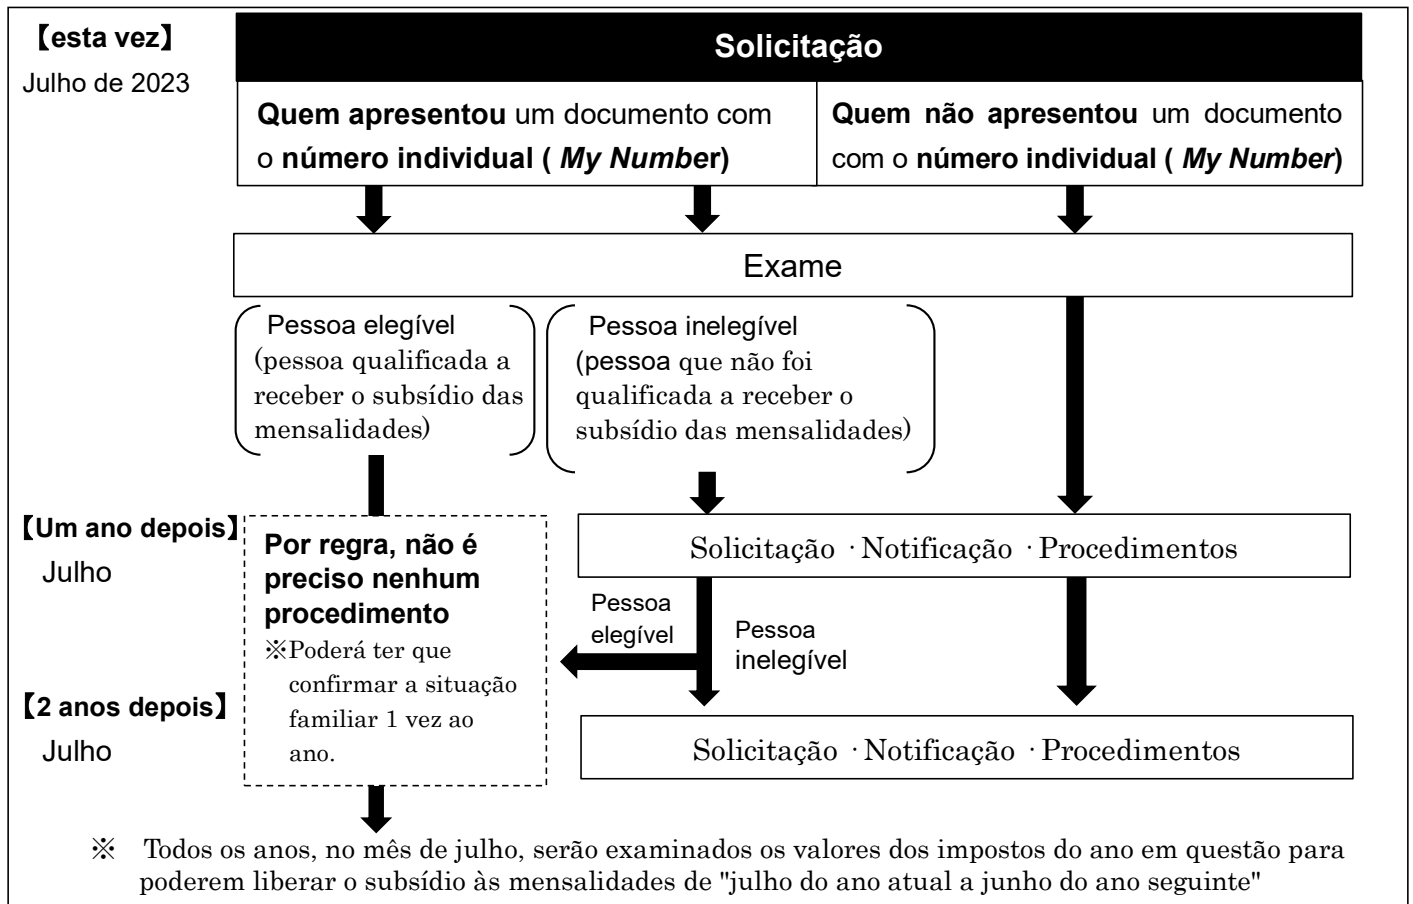 【esta vez】
Julho de 2023
Solicitação
Quem apresentou um documento com
o número individual ( My Number)
Quem não apresentou um documento
com o número individual ( My Number)
Exame
Pessoa elegível
(pessoa qualificada a
receber o subsídio das
mensalidades)
Pessoa inelegível
(pessoa que não foi
qualificada a receber o
subsídio das mensalidades)
【Um ano depois】
Julho
Por regra, não é
preciso nenhum
procedimento
※Poderá ter que
confirmar a situação
familiar 1 vez ao
ano.
Solicitação ·Notificação ·Procedimentos
Pessoa
elegível
Pessoa
inelegível
【2 anos depois】
Julho
Solicitação ·Notificação ·Procedimentos
※ Todos os anos, no mês de julho, serão examinados os valores dos impostos do ano em questão para
poderem liberar o subsídio às mensalidades de "julho do ano atual a junho do ano seguinte"